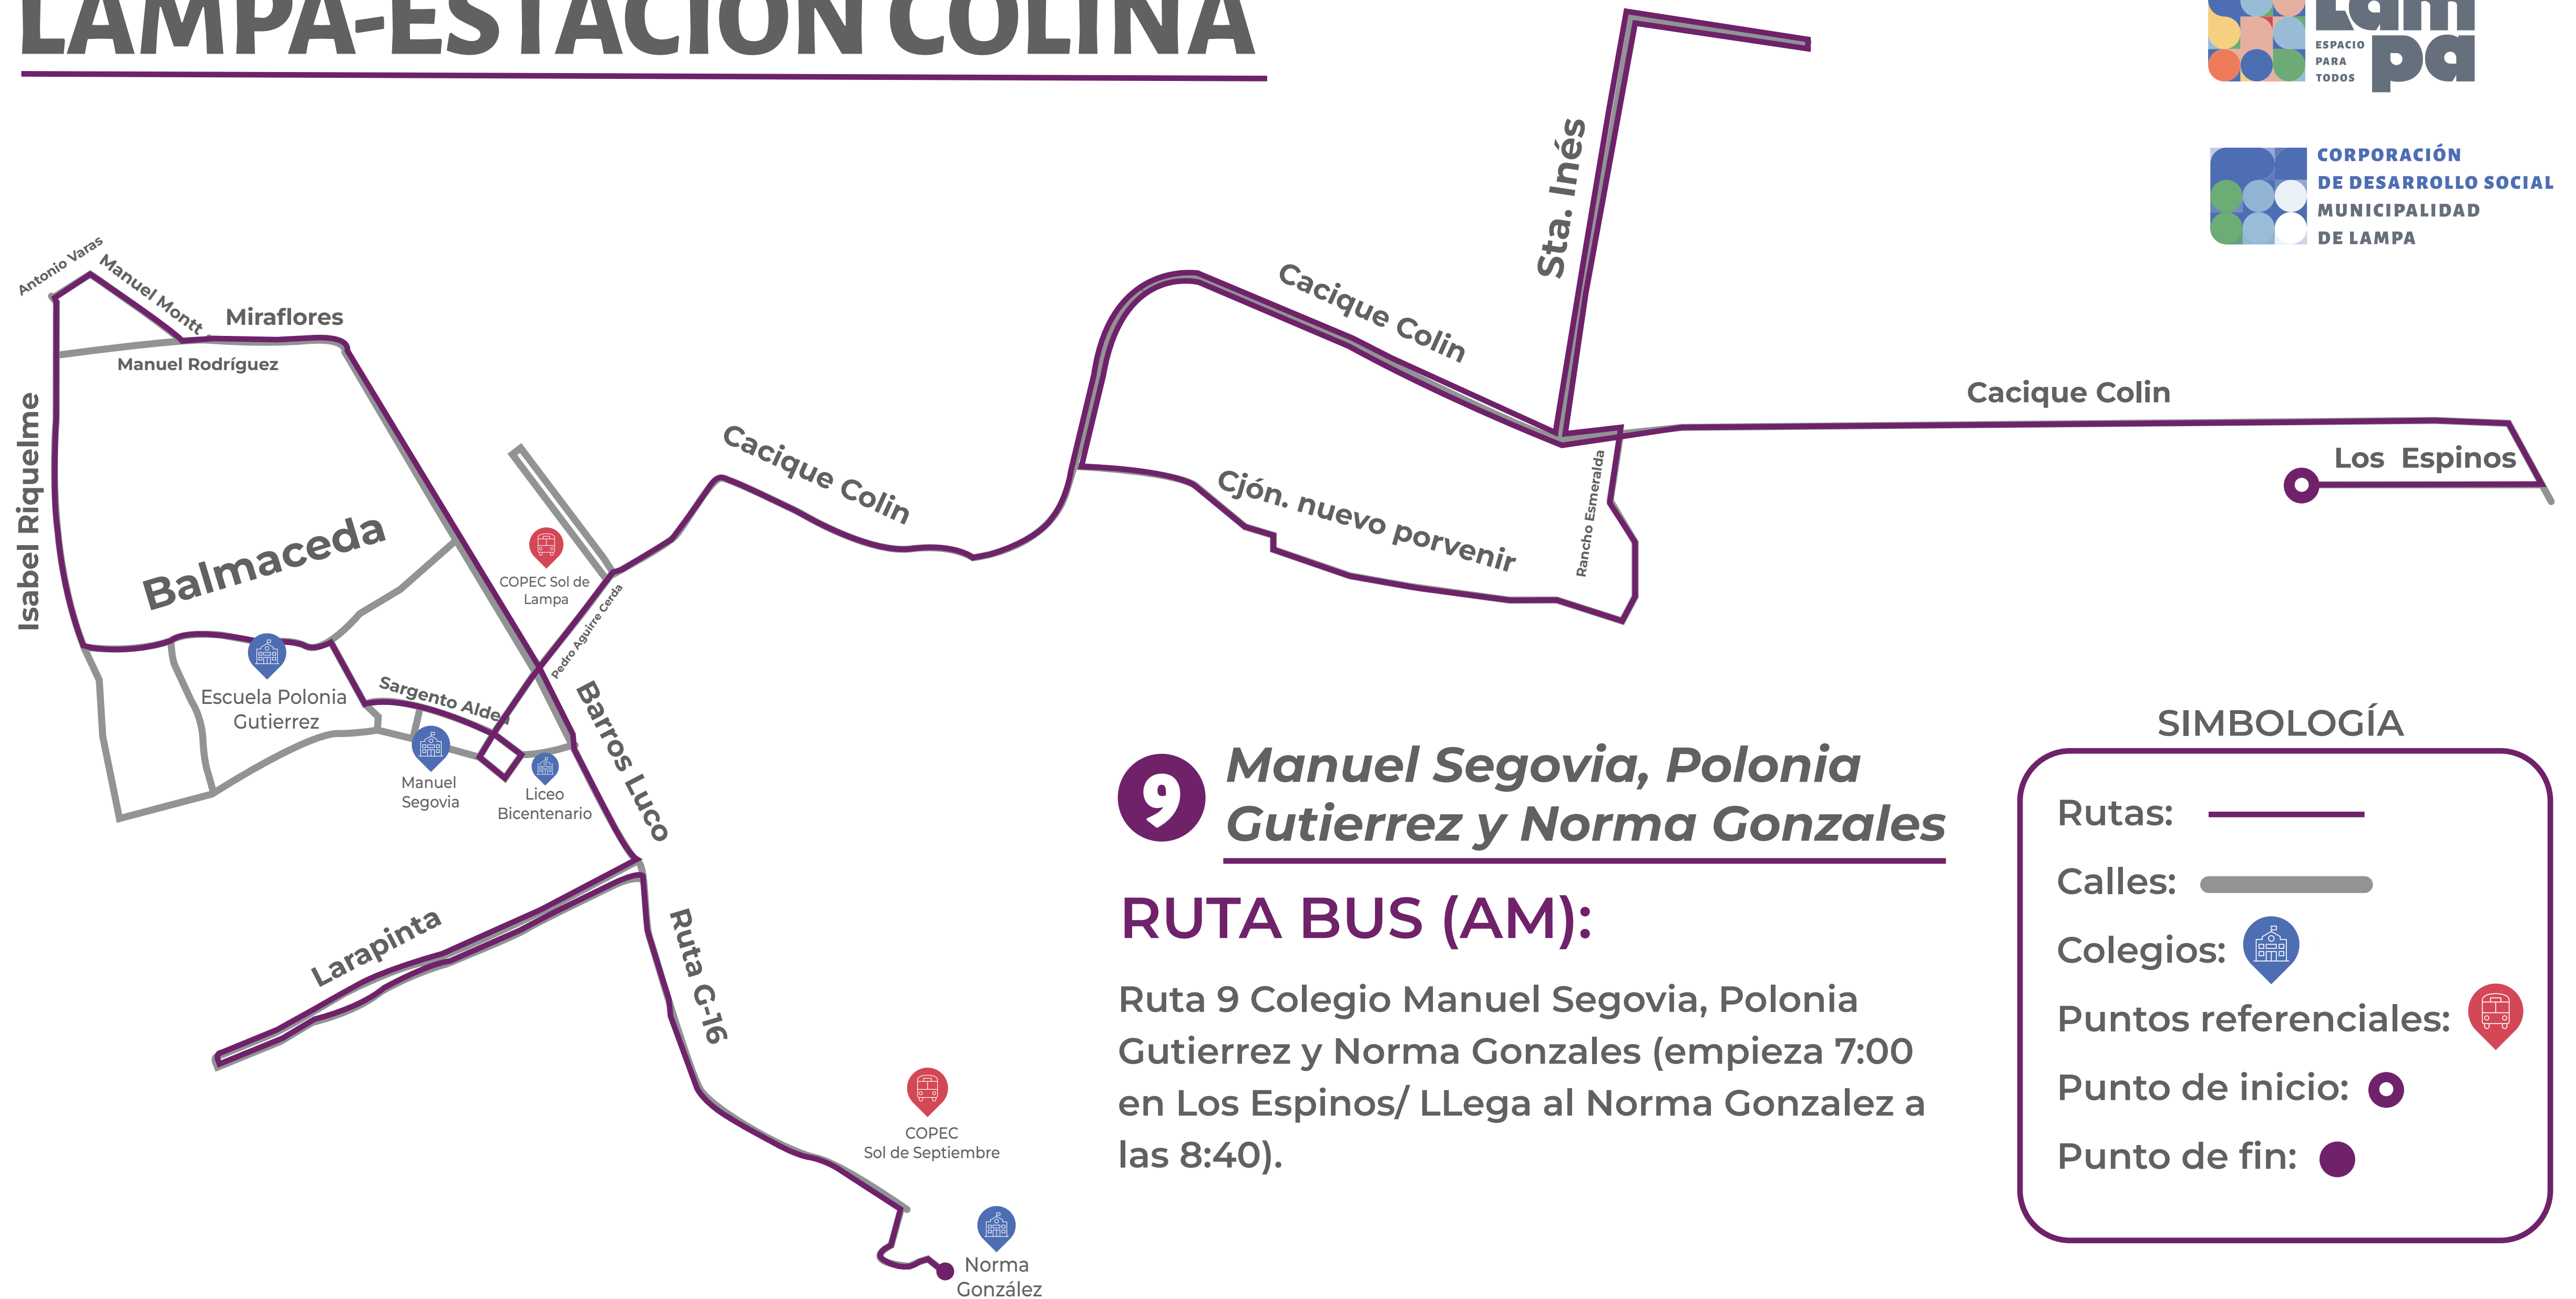 LAMPA-ESTACIÓN COLINA
Lam
pa
ESPACIO
PARA
TODOS
CORPORACIÓN
DE DESARROLLO SOCIAL
MUNICIPALIDAD
DE LAMPA
Sta. Inés
Antonio Varas
Manuel Montt
Miraflores
Manuel Rodríguez
Isabel Riquelme
Balmaceda
Cacique Colin
Cacique Colin
Cacique Colin
Los Espinos
Cjón. nuevo porvenir
Rancho Esmeralda
COPEC Sol de
Lampa
Pedro Aguirre Cerda
Escuela Polonia
Gutierrez
Sargento Aldea
Manuel
Segovia
Liceo
Bicentenario
Barros Luco
Larapinta
Ruta G-16
COPEC
Sol de Septiembre
Norma
González
9
Manuel Segovia, Polonia
Gutierrez y Norma Gonzales
RUTA BUS (AM):
Ruta 9 Colegio Manuel Segovia, Polonia
Gutierrez y Norma Gonzales (empieza 7:00
en Los Espinos/ LLega al Norma Gonzalez a
las 8:40).
SIMBOLOGÍA
Rutas:
Calles:
Colegios:
Puntos referenciales:
Punto de inicio:
Punto de fin: